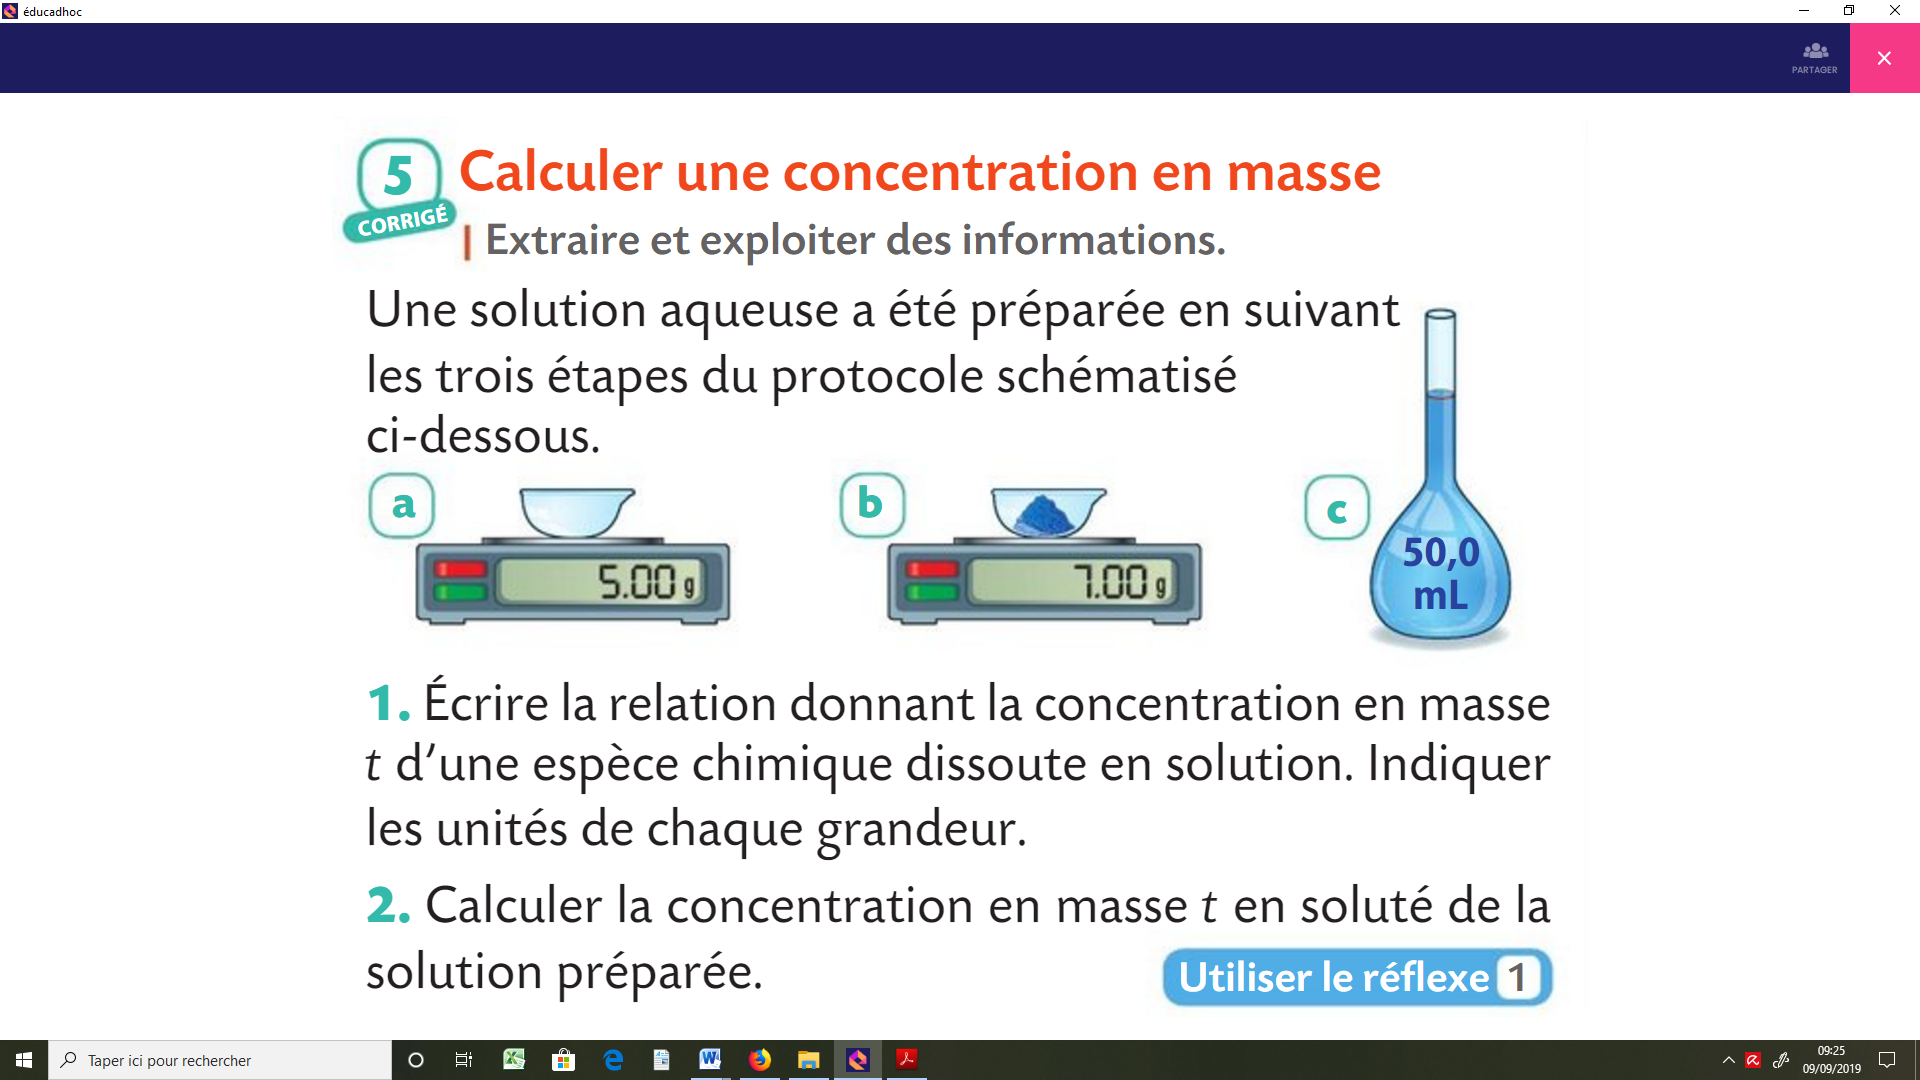 éducadhoc
PARTAGER
5
CORRIGÉ
Calculer une concentration en masse
Extraire et exploiter des informations.
Une solution aqueuse a été préparée en suivant
les trois étapes du protocole schématisé
ci-dessous.
a
5.00 g
b
7.00 g
c
50,0
mL
1. Écrire la relation donnant la concentration en masse
t d’une espèce chimique dissoute en solution. Indiquer
les unités de chaque grandeur.
2. Calculer la concentration en masse t en soluté de la
solution préparée.
Utiliser le réflexe 1
Taper ici pour rechercher
09:25
09/09/2019